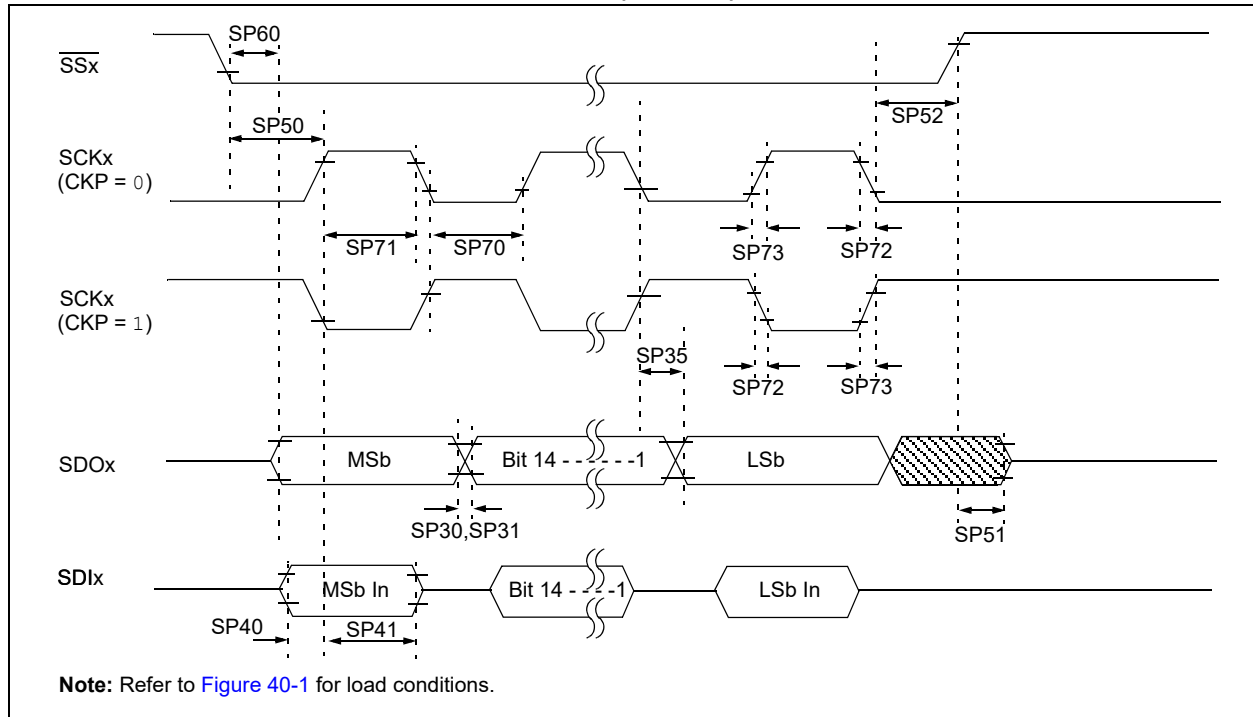 SP60
SSx
SP52
SP50
SCKx
(CKP = 0)
SP71
SP70
SP73
SP72
SCKx
(CKP = 1)
SP35
SP72
SP73
SDOx
MSb
Bit 14 - - - - - -1
LSb
SP30,SP31
SP51
SDIx
MSb In
Bit 14 - - - -1
LSb In
SP40
SP41
Note: Refer to Figure 40-1 for load conditions.